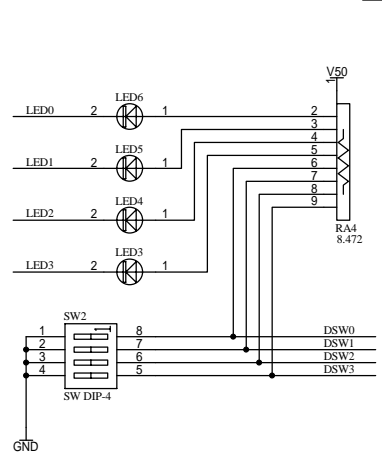 V50
1
LED6
LED0 2 1 2
3
LED5
4
LED1 2 1 5
6
LED4
7
LED2 2 1 8
9
RA4
8.472
LED3
LED3 2 1
SW2
1 8 DSW0
2 7 DSW1
3 6 DSW2
4 5 DSW3
SW DIP-4
GND